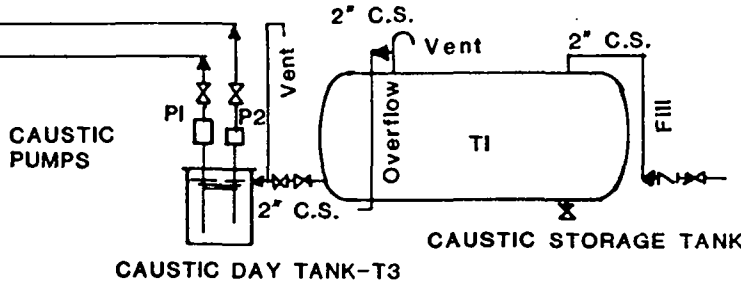 2" C.S.
Vent
2" C.S.
Vent
P1
P2
CAUSTIC
PUMPS
Overflow
T1
Fill
2" C.S.
CAUSTIC STORAGE TANK
CAUSTIC DAY TANK-T3